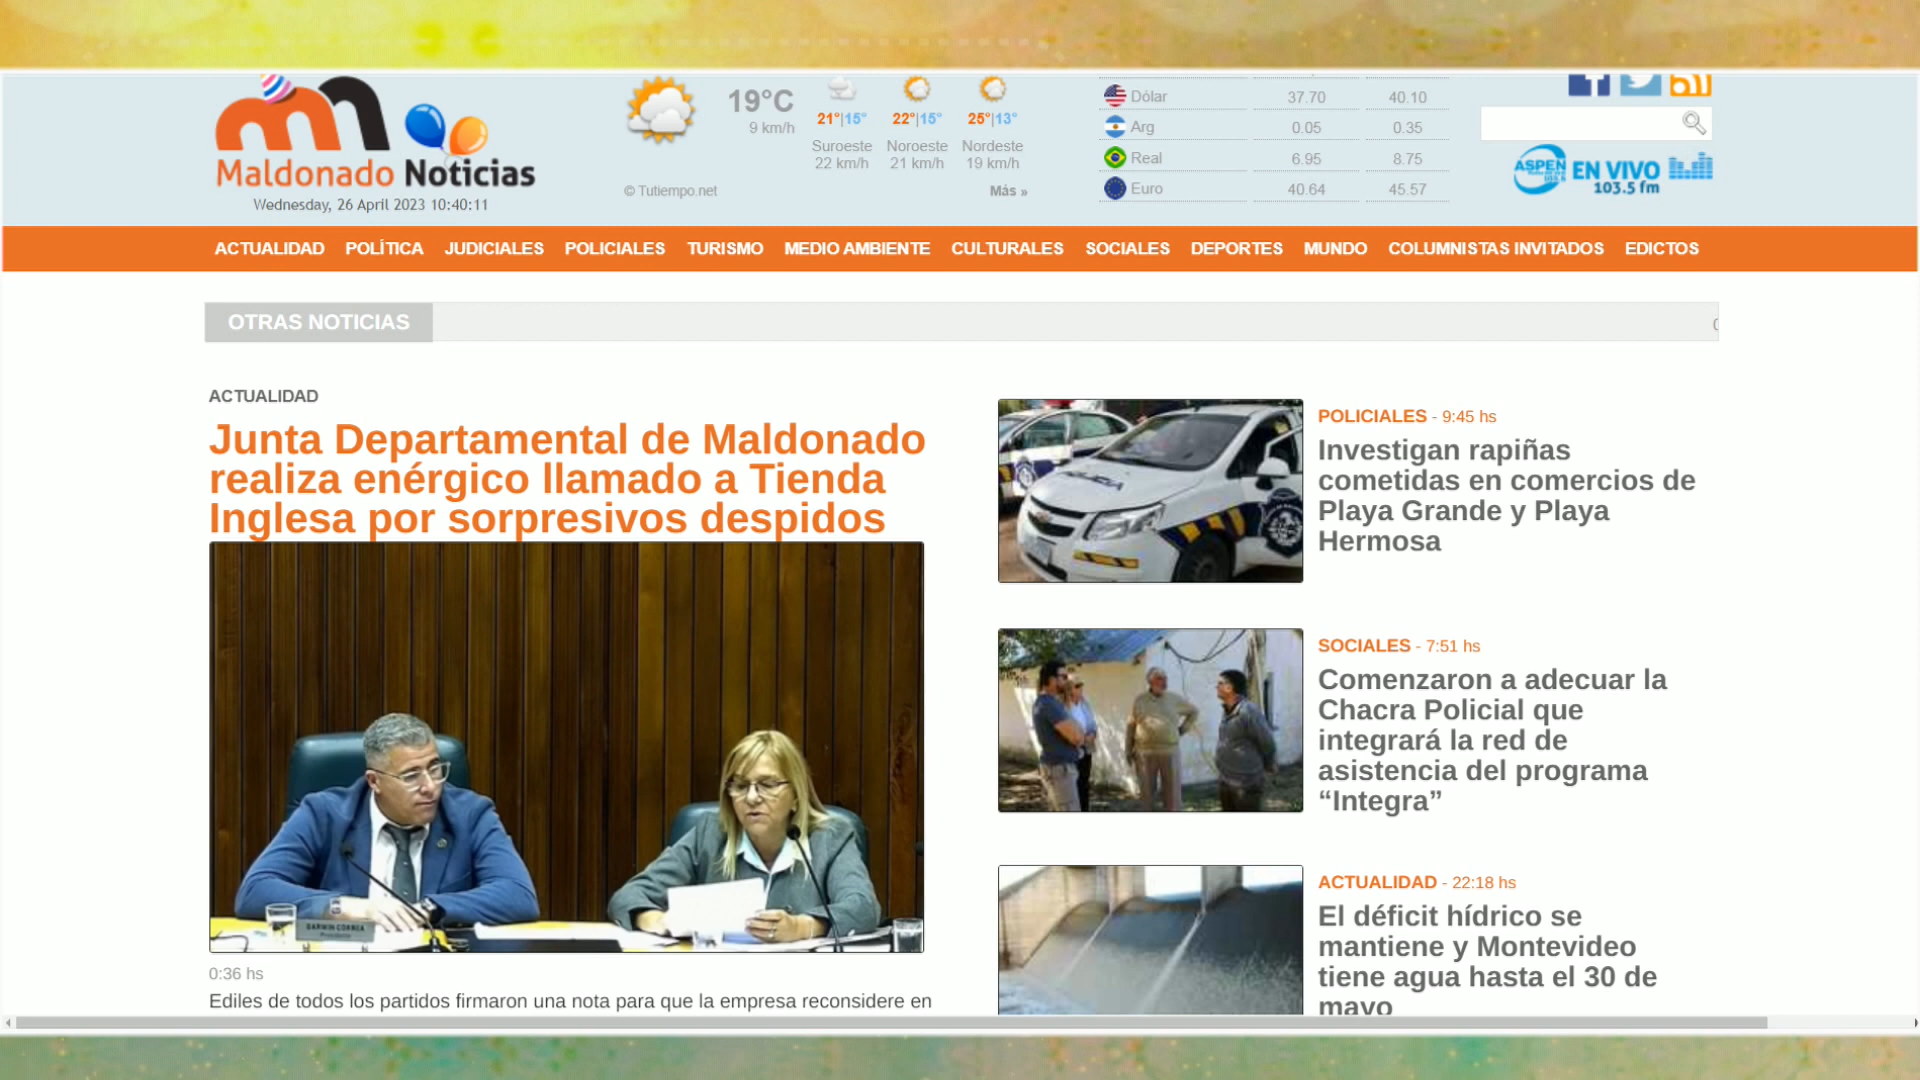 Maldonado Noticias
Wednesday, 26 April 2023 10:40:11
19°C
9 km/h
21°|15°
Suroeste
22 km/h
22°|15°
Noroeste
21 km/h
25°|13°
Nordeste
19 km/h
© Tutiempo.net
Más »
Dólar 37.70 40.10
Arg 0.05 0.35
Real 6.95 8.75
Euro 40.64 45.57
ASPEN
EN VIVO
103.5 fm
ACTUALIDAD POLÍTICA JUDICIALES POLICIALES TURISMO MEDIO AMBIENTE CULTURALES SOCIALES DEPORTES MUNDO COLUMNISTAS INVITADOS EDICTOS
OTRAS NOTICIAS
ACTUALIDAD
Junta Departamental de Maldonado
realiza enérgico llamado a Tienda
Inglesa por sorpresivos despidos
DARWIN CORREA
Presidente
0:36 hs
Ediles de todos los partidos firmaron una nota para que la empresa reconsidere en
POLICIALES - 9:45 hs
Investigan rapiñas
cometidas en comercios de
Playa Grande y Playa
Hermosa
SOCIALES - 7:51 hs
Comenzaron a adecuar la
Chacra Policial que
integrará la red de
asistencia del programa
“Integra”
ACTUALIDAD - 22:18 hs
El déficit hídrico se
mantiene y Montevideo
tiene agua hasta el 30 de
mayo